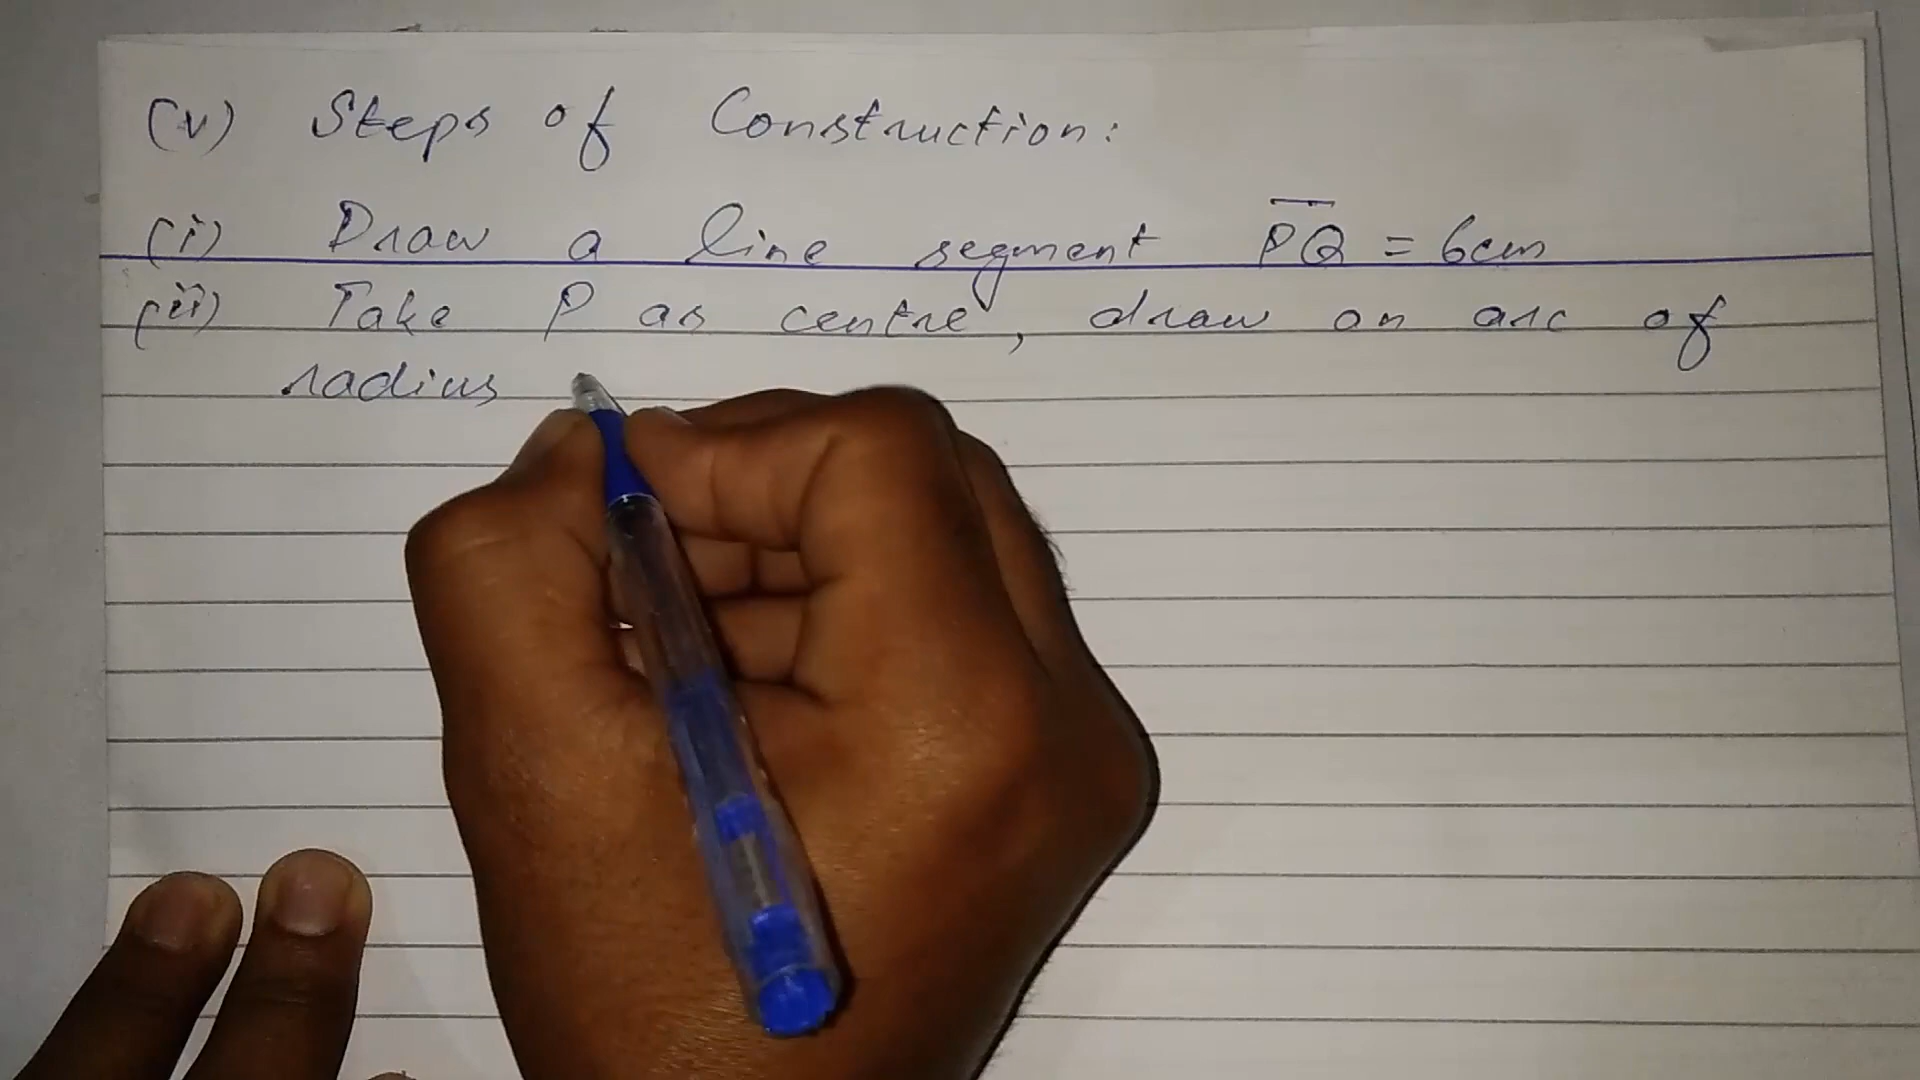 (v) Steps of Construction:
(i) Draw a line segment P̅Q̅ = 6cm
(ii) Take P as centre, draw an arc of
radius